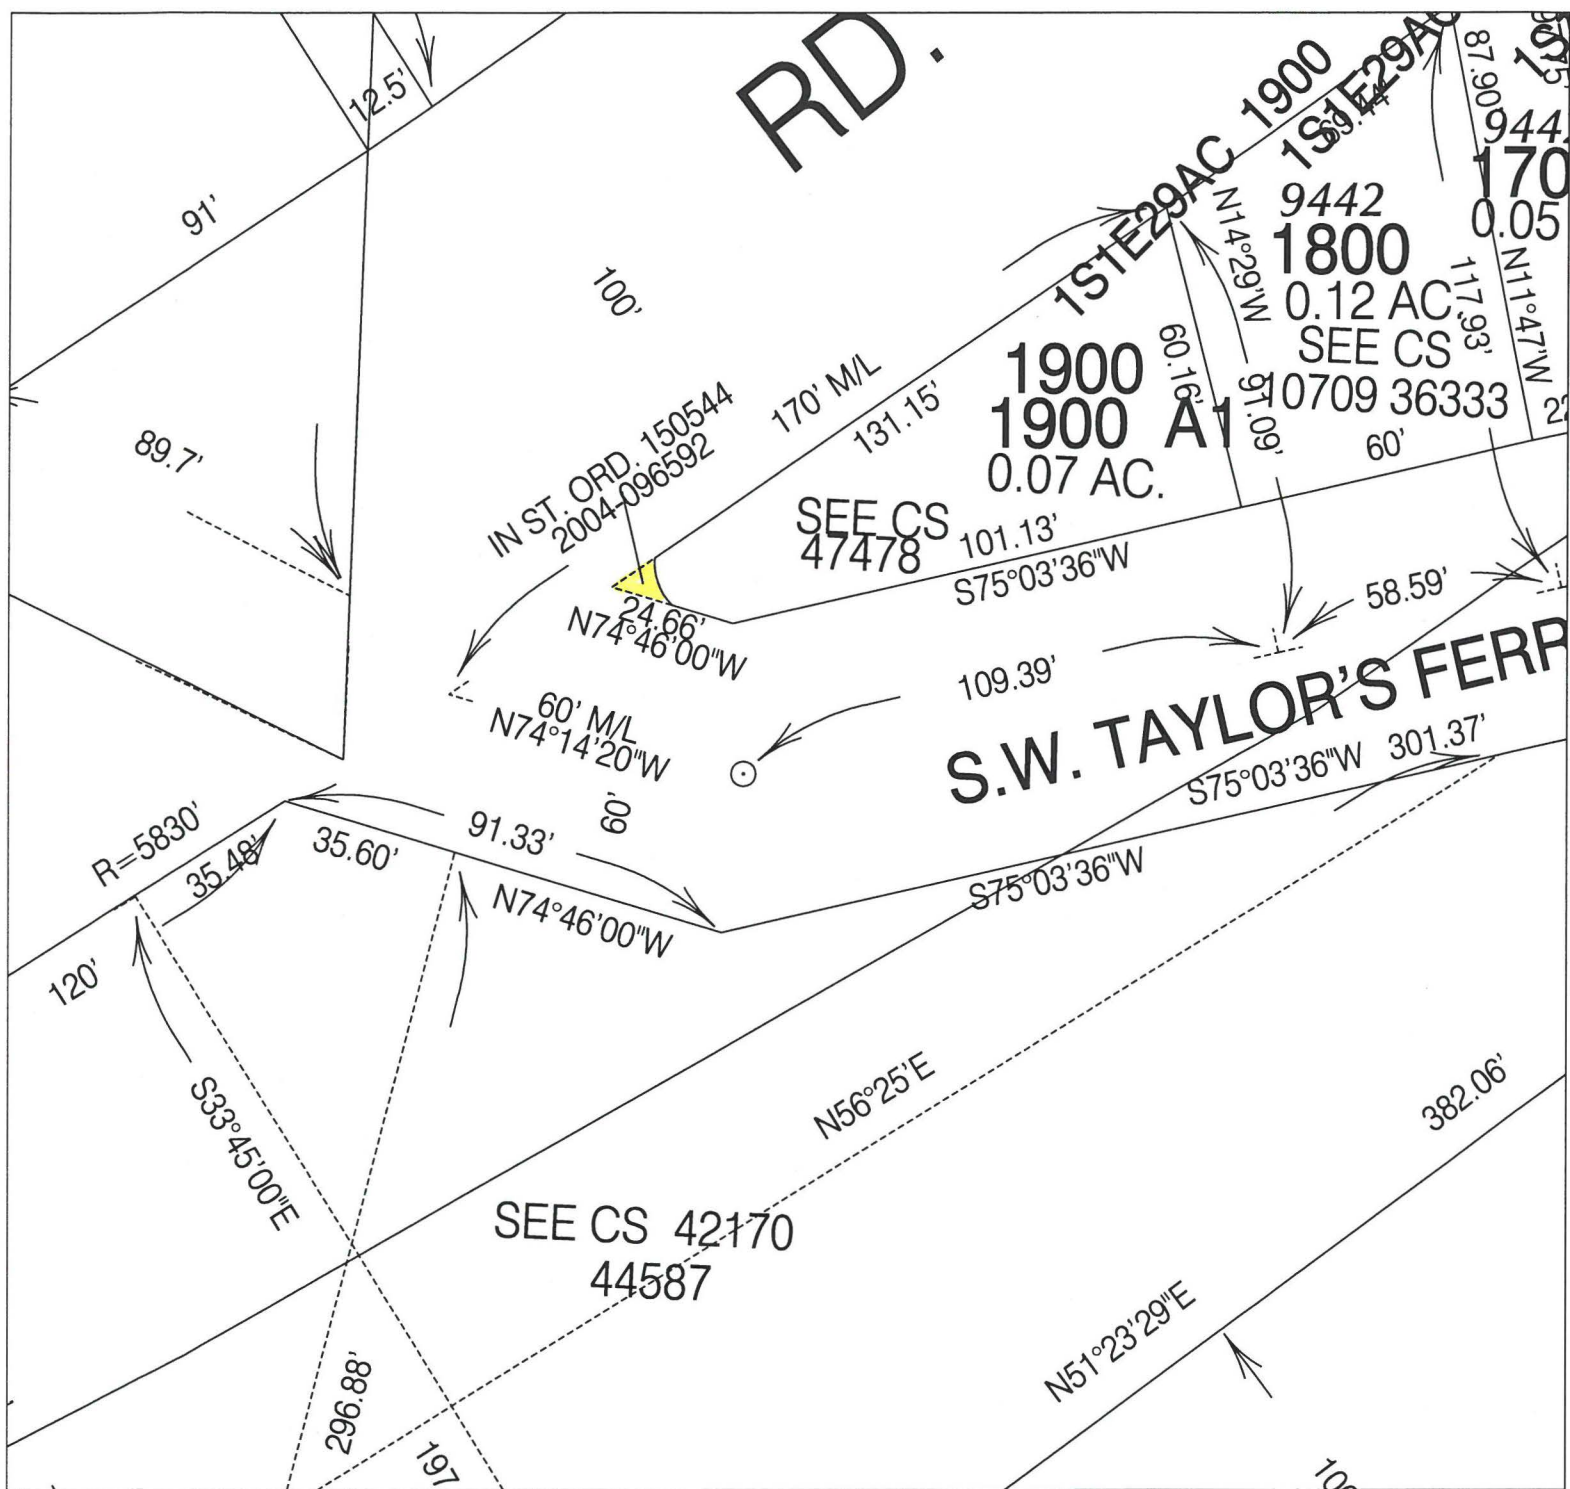 RD.
12.5'
91'
100'
89.7'
1S1E29AC 1900
1S1E29AC
87.90'
170
0.05
N14°29'W
9442
1800
0.12 AC.
SEE CS
10709 36333
117.93'
N11°47'W
60.16'
91.09'
60'
1900
1900 A1
0.07 AC.
170' M/L
131.15'
IN ST. ORD. 150544
2004-096592
SEE CS
47478
101.13'
S75°03'36"W
24.66'
N74°46'00"W
58.59'
109.39'
60' M/L
N74°14'20"W
60'
S.W. TAYLOR'S FERR
S75°03'36"W 301.37'
S75°03'36"W
R=5830'
35.48'
35.60'
91.33'
N74°46'00"W
120'
S33°45'00"E
N56°25'E
382.06'
SEE CS 42170
44587
N51°23'29"E
296.88'
197